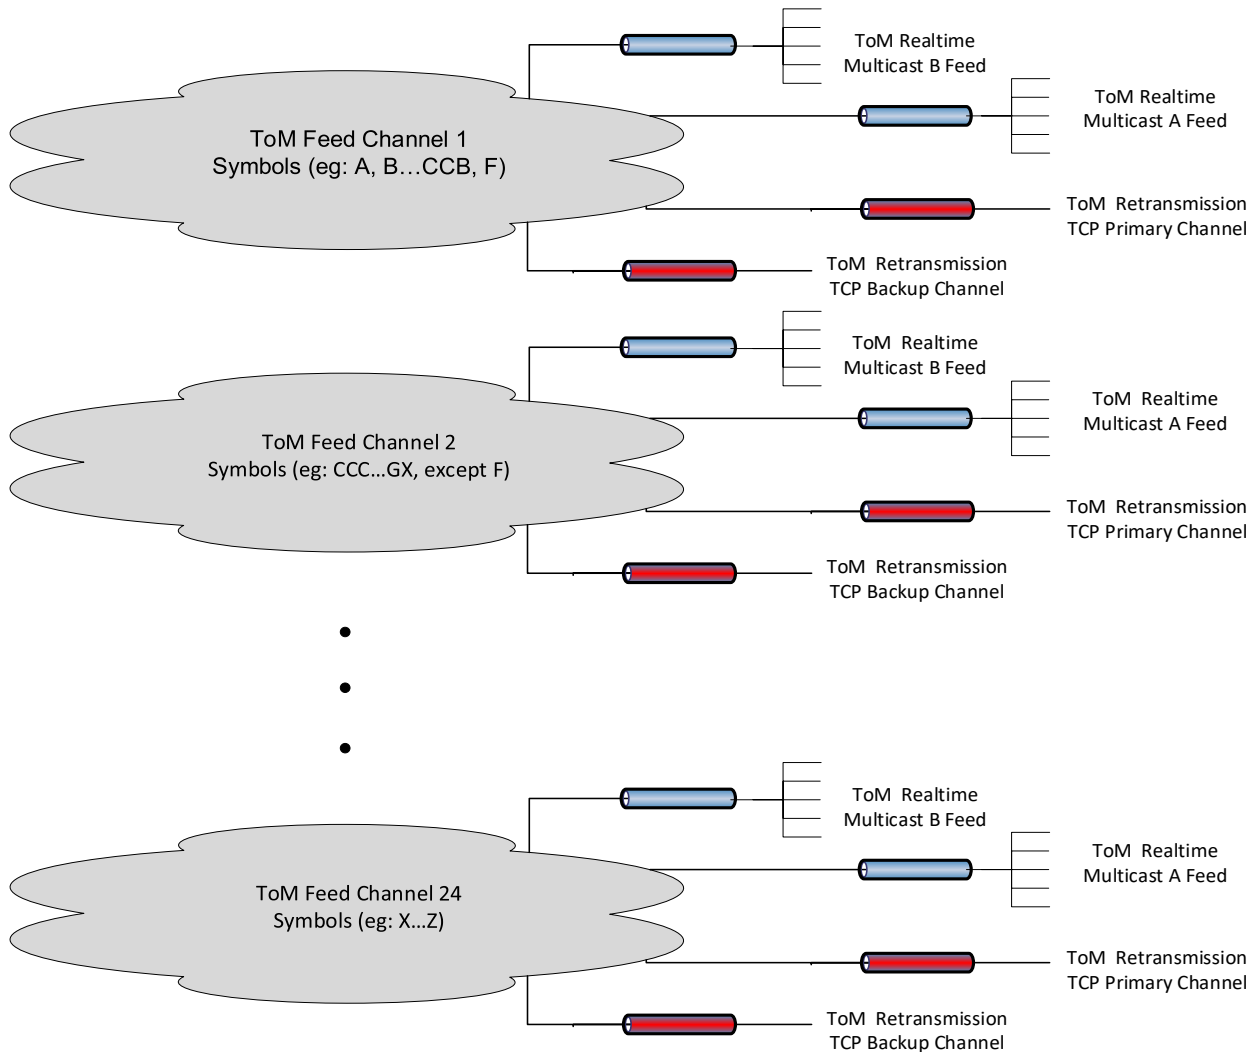 ToM Realtime
Multicast B Feed
ToM Realtime
Multicast A Feed
ToM Feed Channel 1
Symbols (eg: A, B…CCB, F)
ToM Retransmission
TCP Primary Channel
ToM Retransmission
TCP Backup Channel
ToM Realtime
Multicast B Feed
ToM Realtime
Multicast A Feed
ToM Feed Channel 2
Symbols (eg: CCC…GX, except F)
ToM Retransmission
TCP Primary Channel
ToM Retransmission
TCP Backup Channel
ToM Realtime
Multicast B Feed
ToM Realtime
Multicast A Feed
ToM Feed Channel 24
Symbols (eg: X…Z)
ToM Retransmission
TCP Primary Channel
ToM Retransmission
TCP Backup Channel